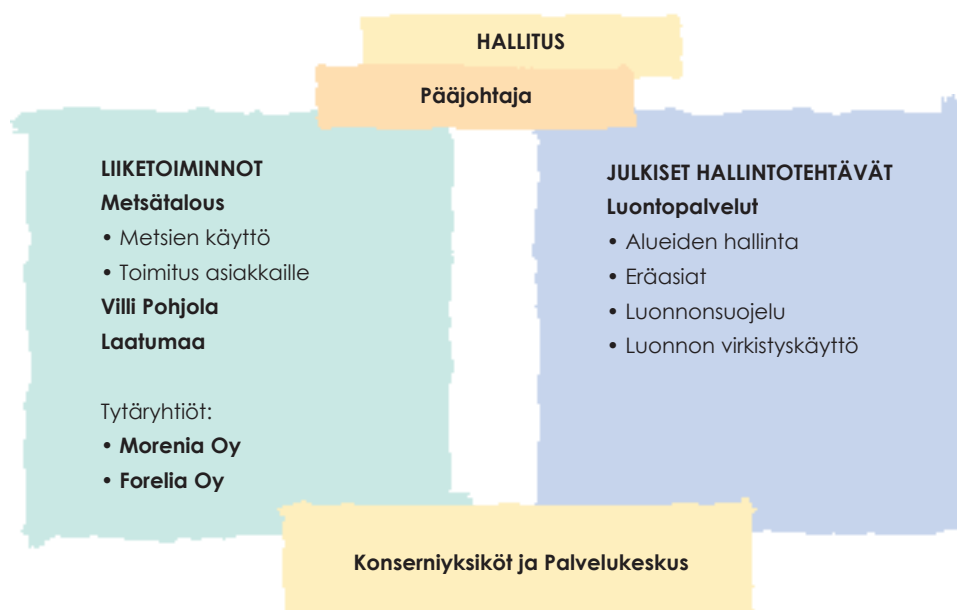 HALLITUS
Pääjohtaja
LIIKETOIMINNOT
Metsätalous
• Metsien käyttö
• Toimitus asiakkaille
Villi Pohjola
Laatumaa
Tytäryhtiöt:
• Morenia Oy
• Forelia Oy
JULKISET HALLINTOTEHTÄVÄT
Luontopalvelut
• Alueiden hallinta
• Eräasiat
• Luonnonsuojelu
• Luonnon virkistyskäyttö
Konserniyksiköt ja Palvelukeskus